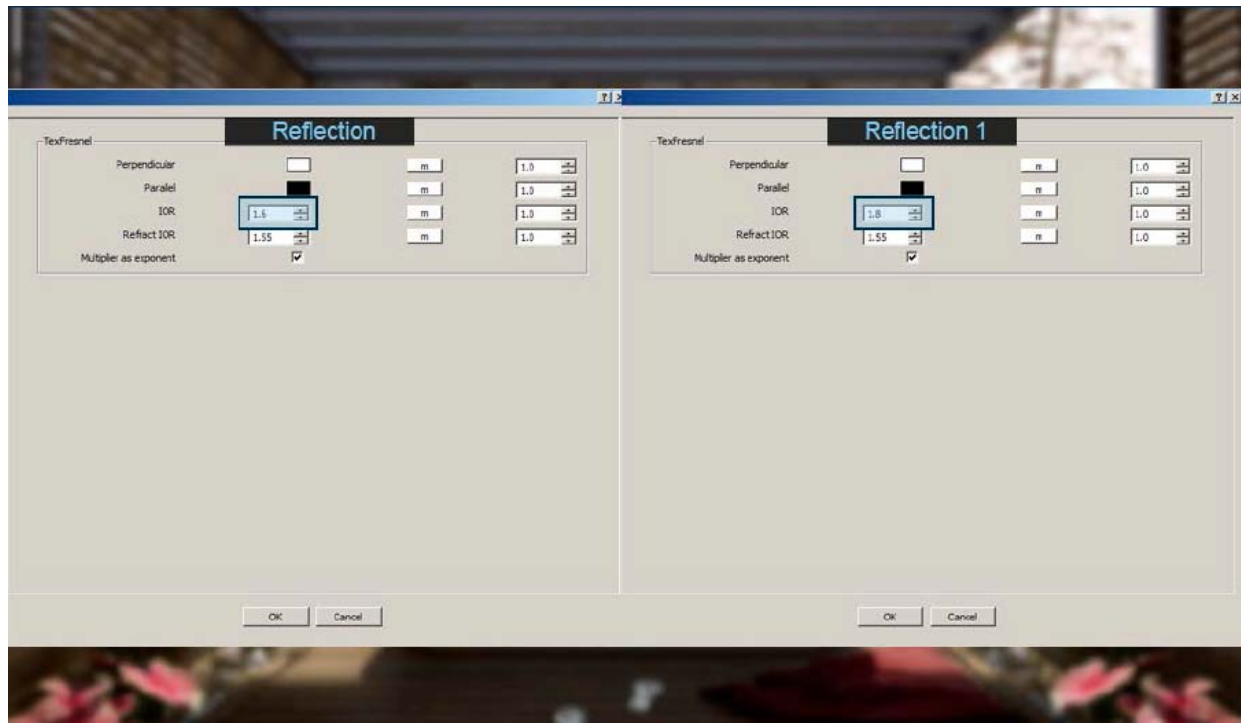 ? ×
Reflection
TexFresnel
Perpendicular m 1.0
Parallel m 1.0
IOR 1.6 m 1.0
Refract IOR 1.55 m 1.0
Multiplier as exponent
OK Cancel
? ×
Reflection 1
TexFresnel
Perpendicular m 1.0
Parallel m 1.0
IOR 1.8 m 1.0
Refract IOR 1.55 m 1.0
Multiplier as exponent
OK Cancel